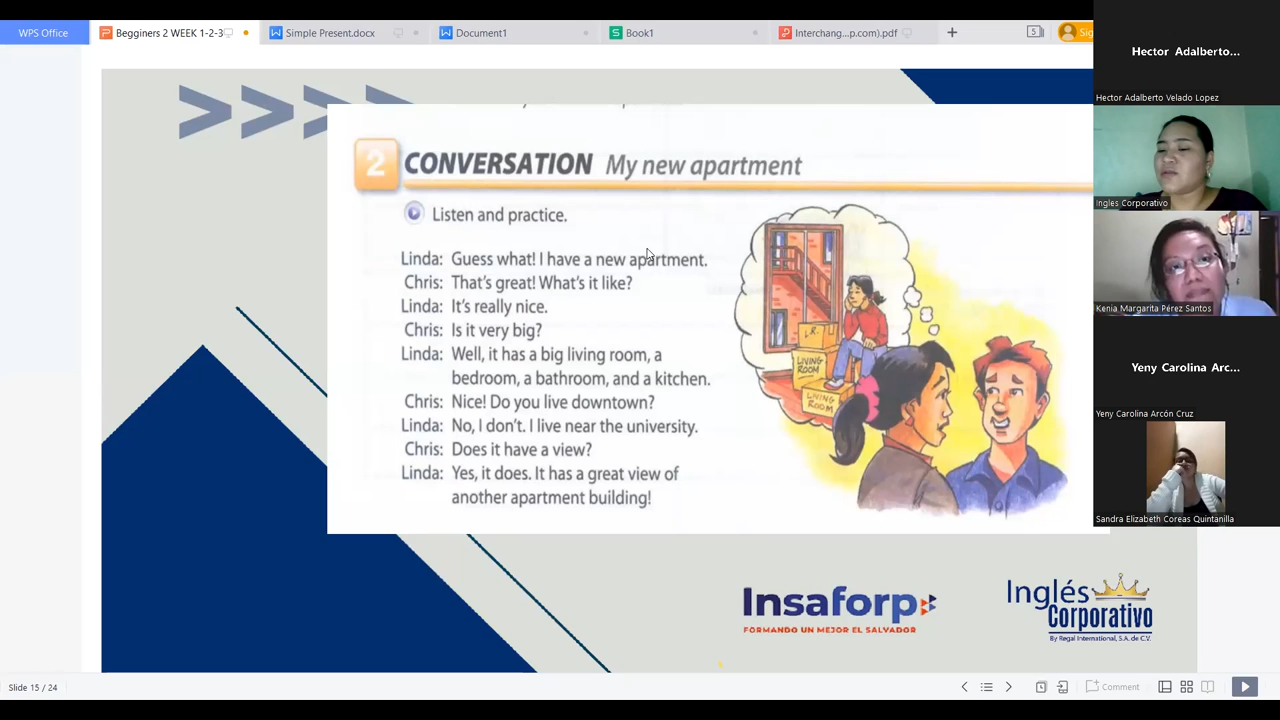 WPS Office
Begginers 2 WEEK 1-2-3
Simple Present.docx
Document1
Book1
Interchang...p.com).pdf
5
Sig
Hector Adalberto...
Hector Adalberto Velado Lopez
Ingles Corporativo
Kenia Margarita Pérez Santos
Yeny Carolina Arc...
Yeny Carolina Arcón Cruz
Sandra Elizabeth Coreas Quintanilla
2 CONVERSATION My new apartment
Listen and practice.
Linda: Guess what! I have a new apartment.
Chris: That's great! What's it like?
Linda: It's really nice.
Chris: Is it very big?
Linda: Well, it has a big living room, a
bedroom, a bathroom, and a kitchen.
Chris: Nice! Do you live downtown?
Linda: No, I don't. I live near the university.
Chris: Does it have a view?
Linda: Yes, it does. It has a great view of
another apartment building!
L.R.
LIVING
ROOM
LIVING
ROOM
Insaforp
FORMANDO UN MEJOR EL SALVADOR
Inglés
Corporativo
By Regal International, S.A. de C.V.
Slide 15 / 24
Comment